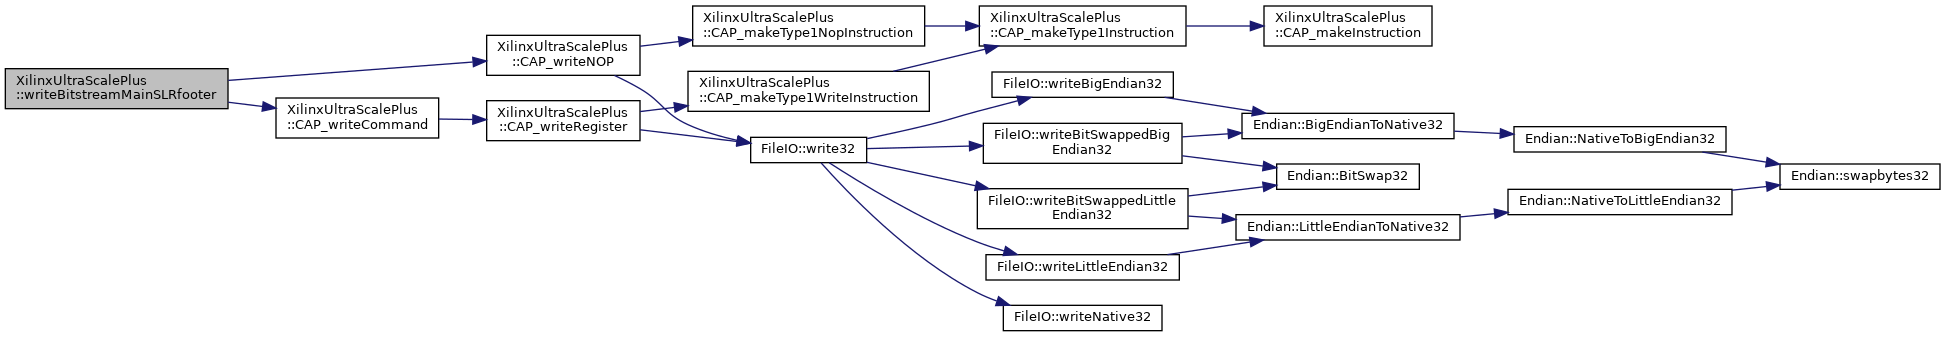 XilinxUltraScalePlus
::writeBitstreamMainSLRfooter
XilinxUltraScalePlus
::CAP_writeNOP
XilinxUltraScalePlus
::CAP_writeCommand
XilinxUltraScalePlus
::CAP_writeRegister
XilinxUltraScalePlus
::CAP_makeType1NopInstruction
XilinxUltraScalePlus
::CAP_makeType1WriteInstruction
FileIO::write32
XilinxUltraScalePlus
::CAP_makeType1Instruction
FileIO::writeBigEndian32
FileIO::writeBitSwappedBig
Endian32
FileIO::writeBitSwappedLittle
Endian32
FileIO::writeLittleEndian32
FileIO::writeNative32
XilinxUltraScalePlus
::CAP_makeInstruction
Endian::BigEndianToNative32
Endian::BitSwap32
Endian::LittleEndianToNative32
Endian::NativeToBigEndian32
Endian::NativeToLittleEndian32
Endian::swapbytes32